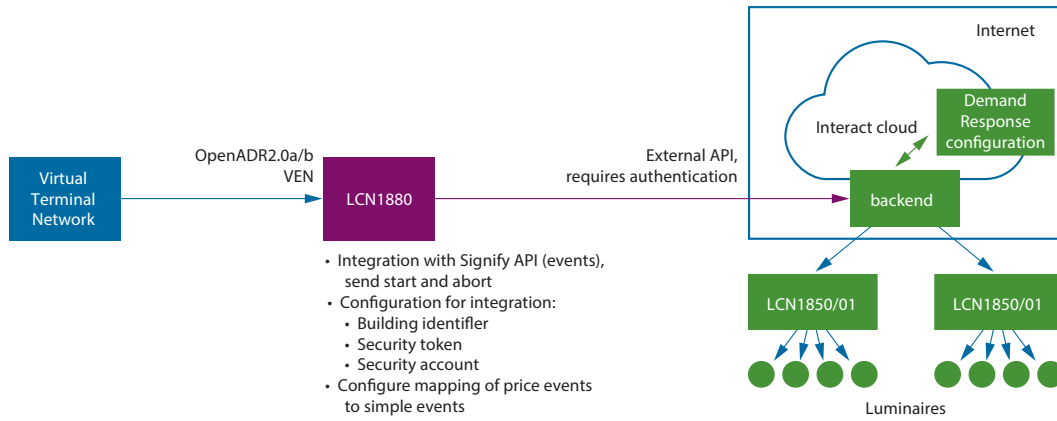 Internet
Demand
Response
configuration
Interact cloud
OpenADR2.0a/b
VEN
External API,
requires authentication
Virtual
Terminal
Network
LCN1880
backend
• Integration with Signify API (events),
send start and abort
• Configuration for integration:
• Building identifler
• Security token
• Security account
• Configure mapping of price events
to simple events
LCN1850/01
LCN1850/01
Luminaires